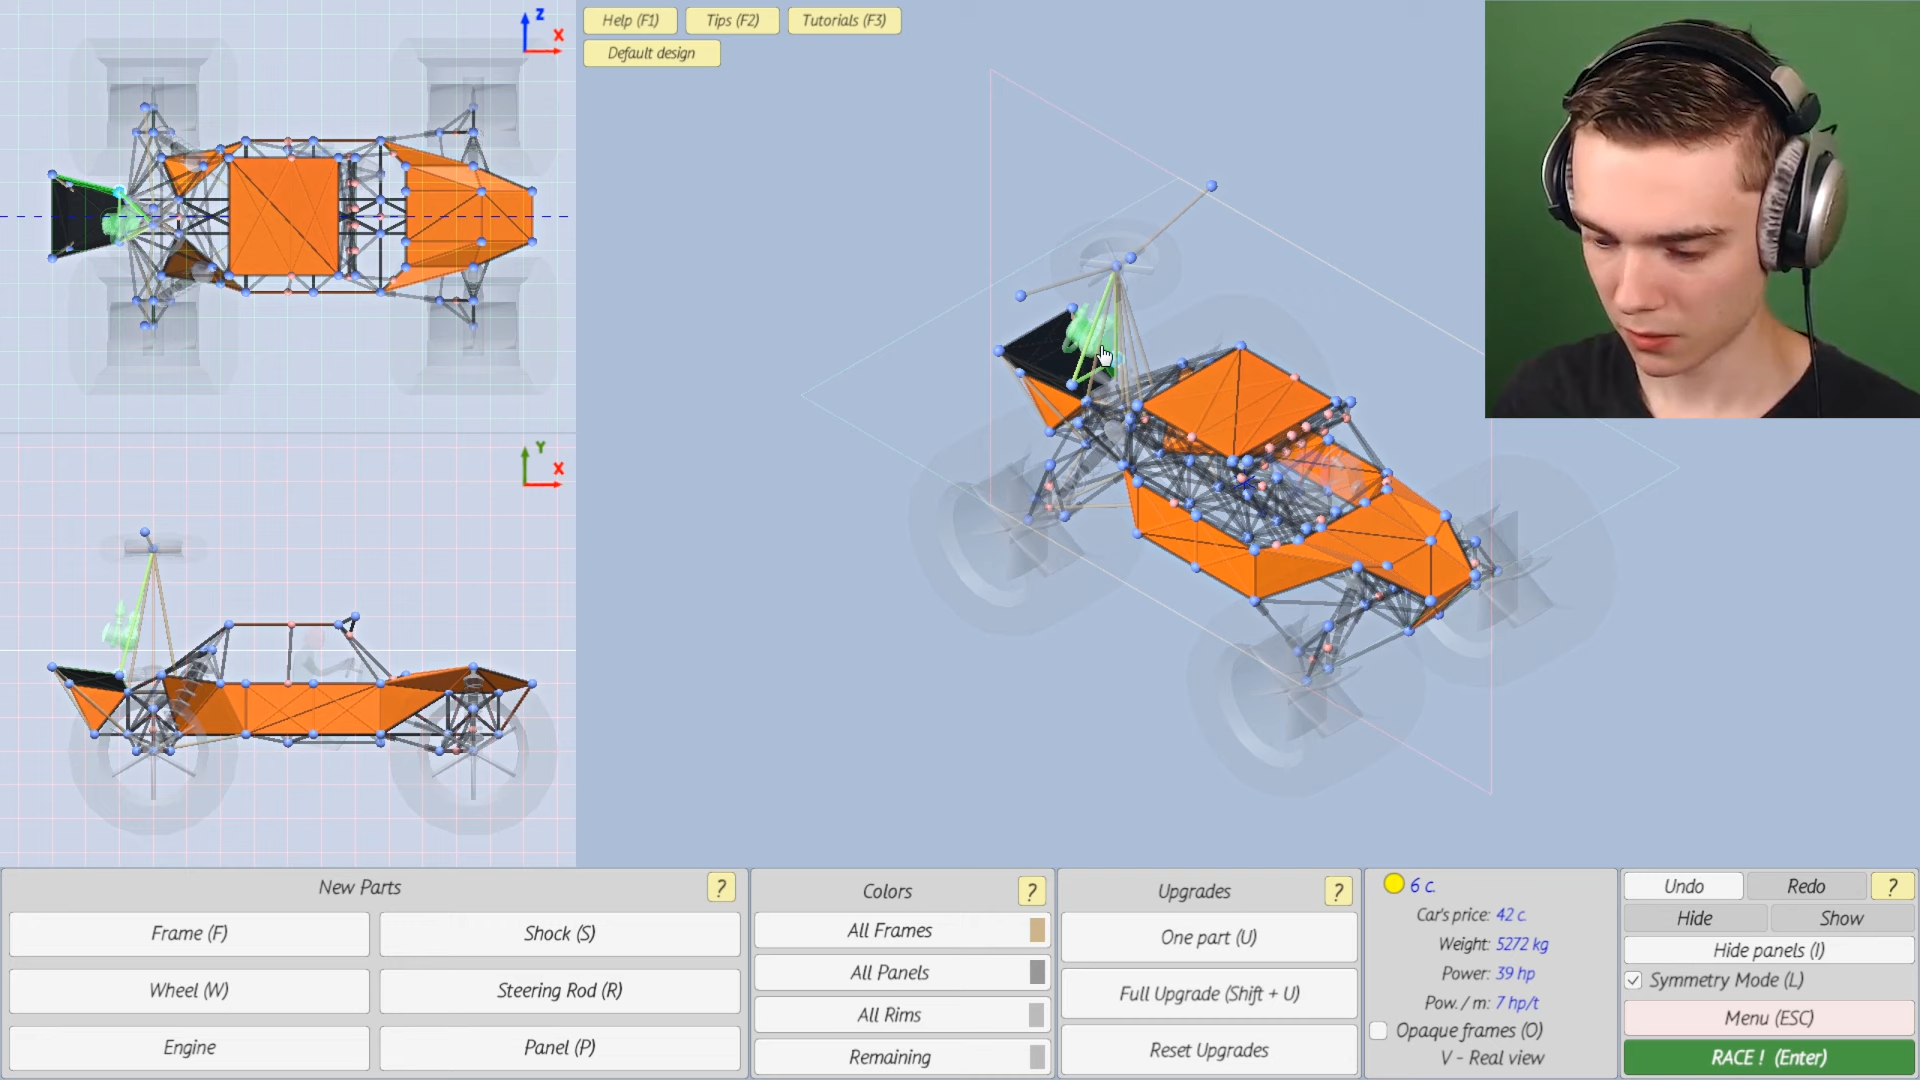 Z
X
Help (F1)
Tips (F2)
Tutorials (F3)
Default design
Y
X
New Parts
?
Frame (F)
Shock (S)
Wheel (W)
Steering Rod (R)
Engine
Panel (P)
Colors
?
All Frames
All Panels
All Rims
Remaining
Upgrades
?
One part (U)
Full Upgrade (Shift + U)
Reset Upgrades
6 c.
Car's price: 42 c.
Weight: 5272 kg
Power: 39 hp
Pow. / m: 7 hp/t
Opaque frames (O)
V - Real view
Undo
Redo
?
Hide
Show
Hide panels (I)
Symmetry Mode (L)
Menu (ESC)
RACE ! (Enter)